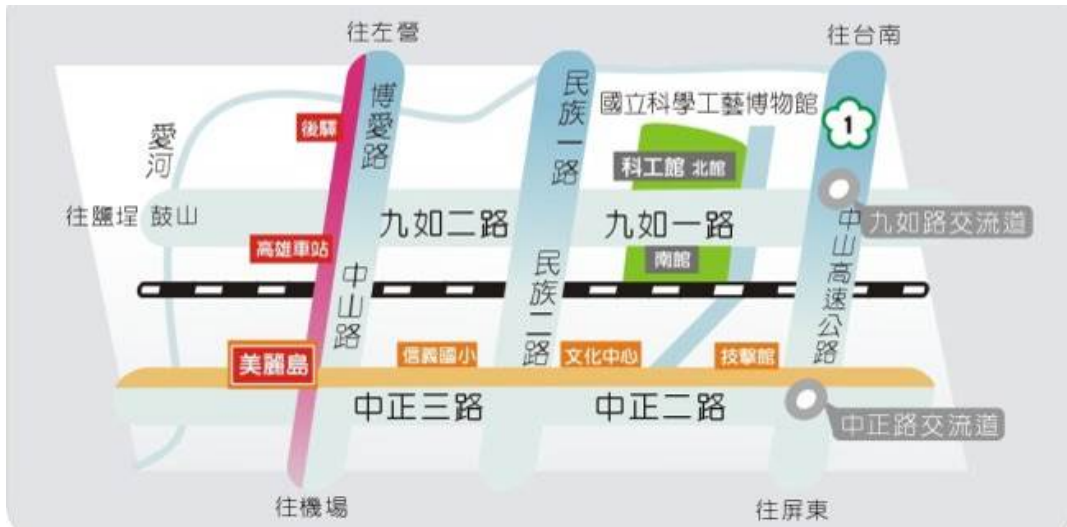 往左營
往台南
國立科學工藝博物館
1
後驛
博愛路
民族一路
愛河
科工館 北館
往鹽埕 鼓山
九如二路
九如一路
九如路交流道
高雄車站
南館
中山路
民族二路
中山高速公路
美麗島
信義國小
文化中心
技擊館
中正三路
中正二路
中正路交流道
往機場
往屏東